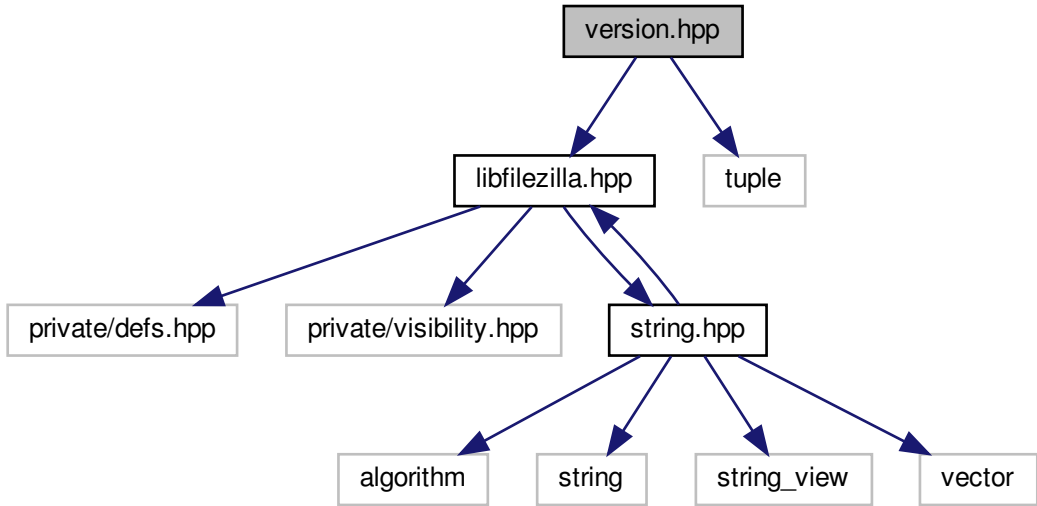 version.hpp
libfilezilla.hpp
tuple
private/defs.hpp
private/visibility.hpp
string.hpp
algorithm
string
string_view
vector